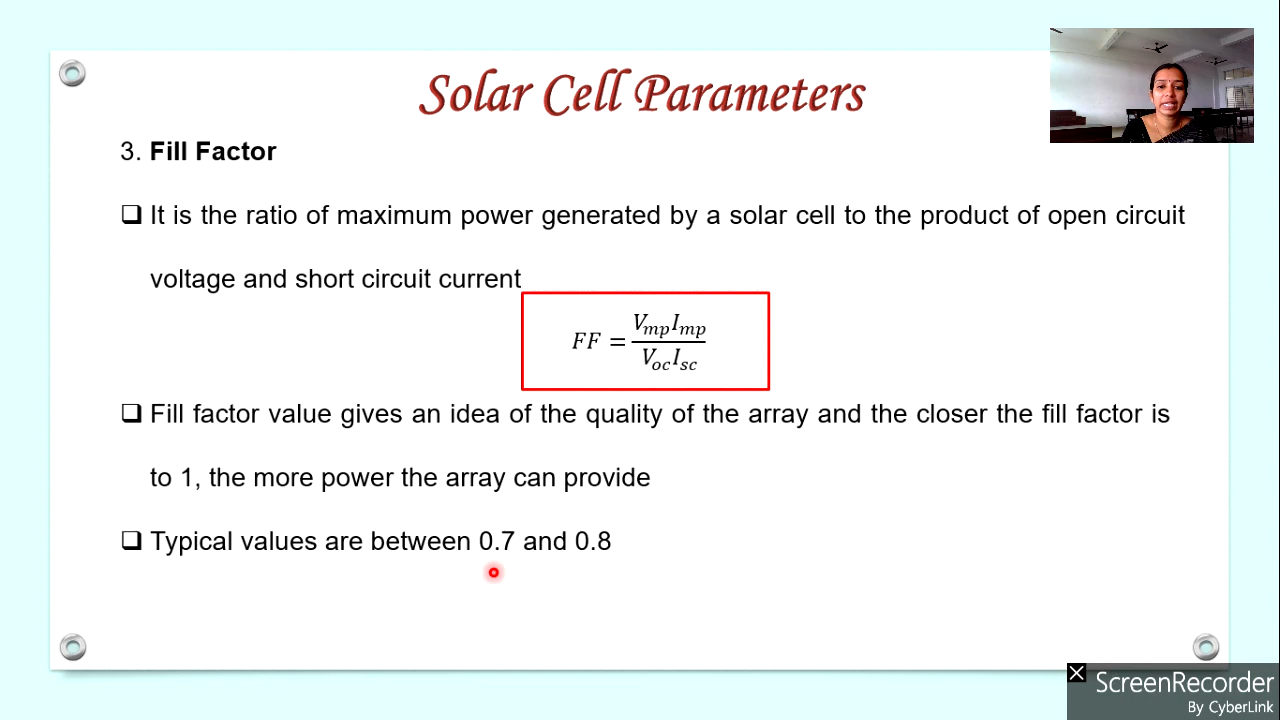 Solar Cell Parameters
3. Fill Factor
❑ It is the ratio of maximum power generated by a solar cell to the product of open circuit
voltage and short circuit current
FF = VmpImp / VocIsc
❑ Fill factor value gives an idea of the quality of the array and the closer the fill factor is
to 1, the more power the array can provide
❑ Typical values are between 0.7 and 0.8
ScreenRecorder
By CyberLink